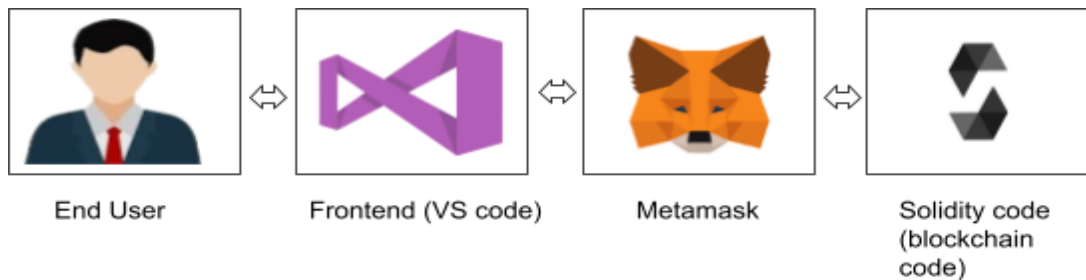 End User
Frontend (VS code)
Metamask
Solidity code
(blockchain
code)